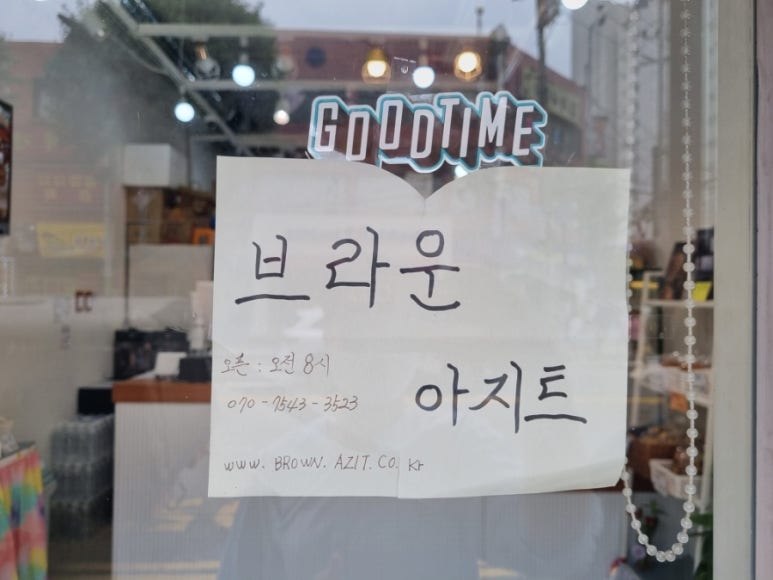 GOODTIME
브라운
오픈 : 오전 8시
아지트
070-7543-3523
www. BROWN. AZIT. CO. Kr